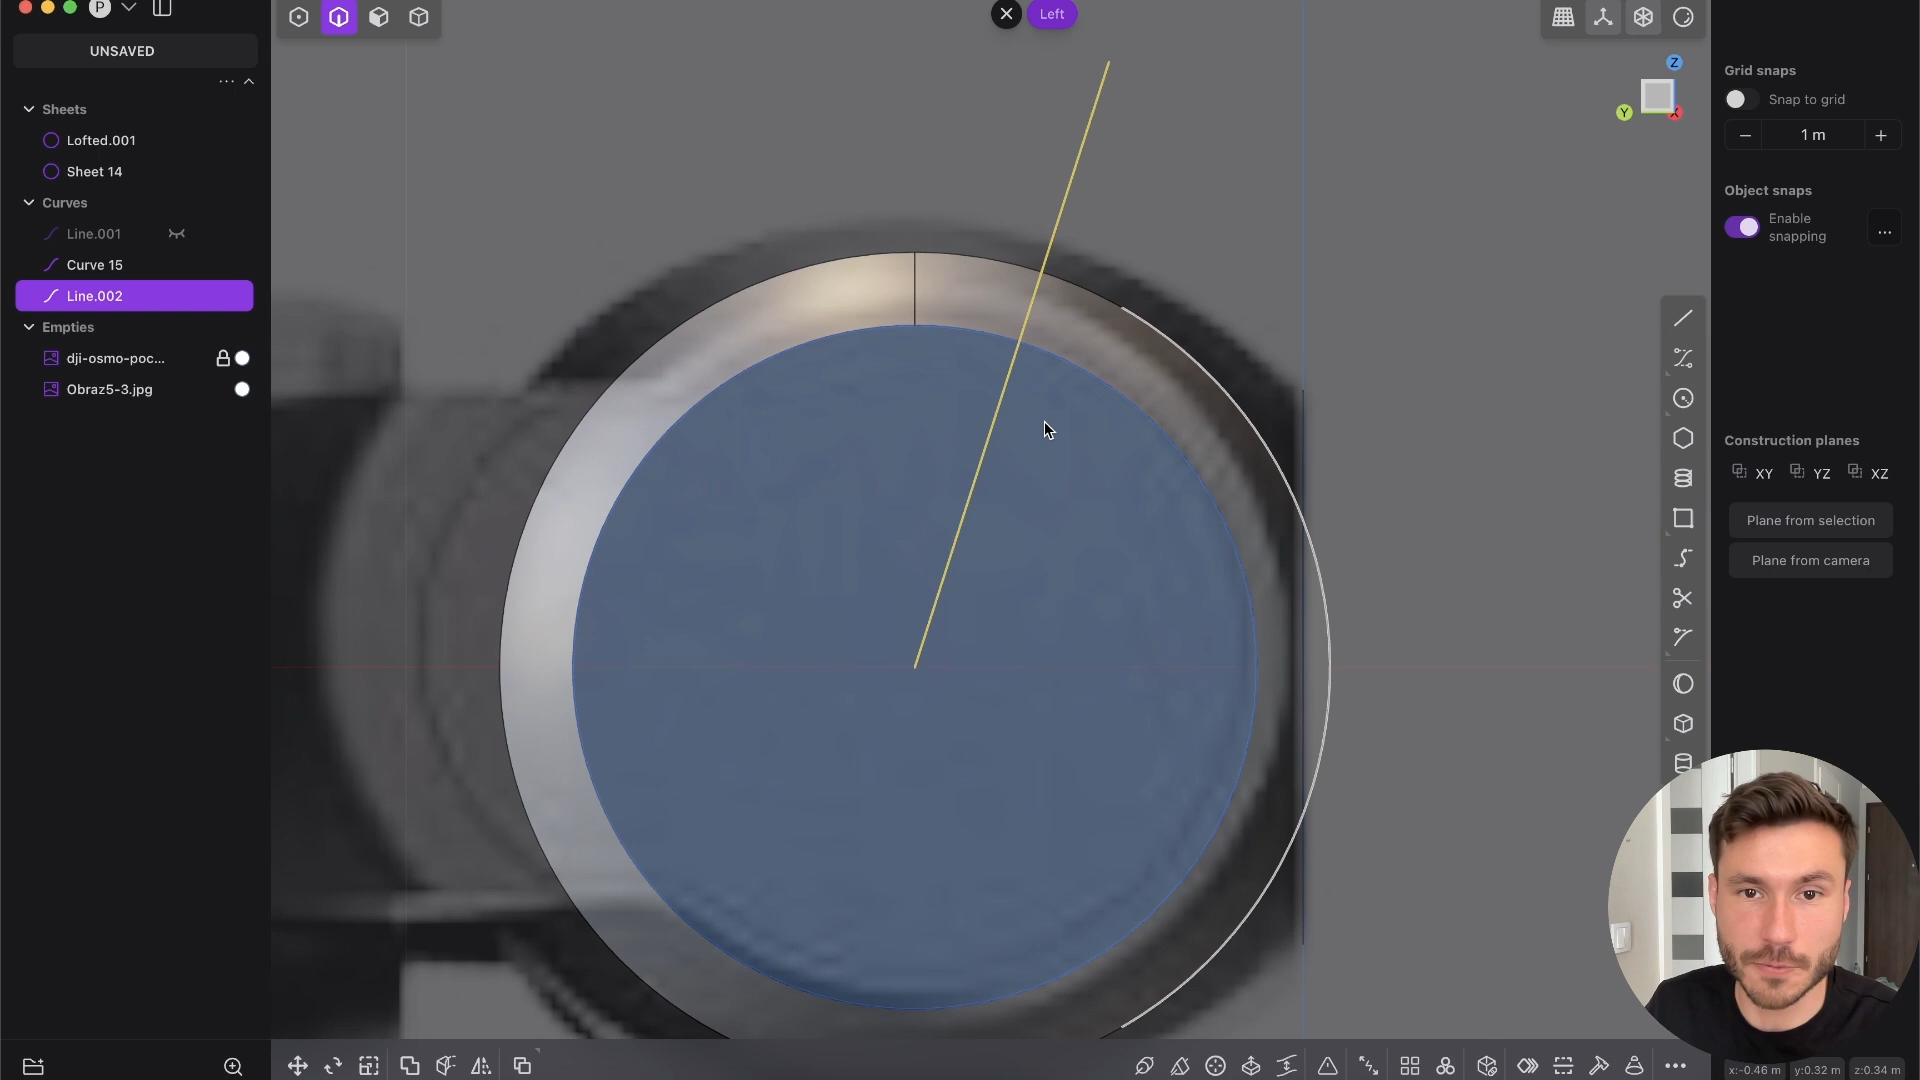 P
UNSAVED
Sheets
Lofted.001
Sheet 14
Curves
Line.001
Curve 15
Line.002
Empties
dji-osmo-poc...
Obraz5-3.jpg
Left
Z
Y
X
Grid snaps
Snap to grid
1 m
Object snaps
Enable
snapping
...
Construction planes
XY YZ XZ
Plane from selection
Plane from camera
x:-0.46 m y:0.32 m z:0.34 m